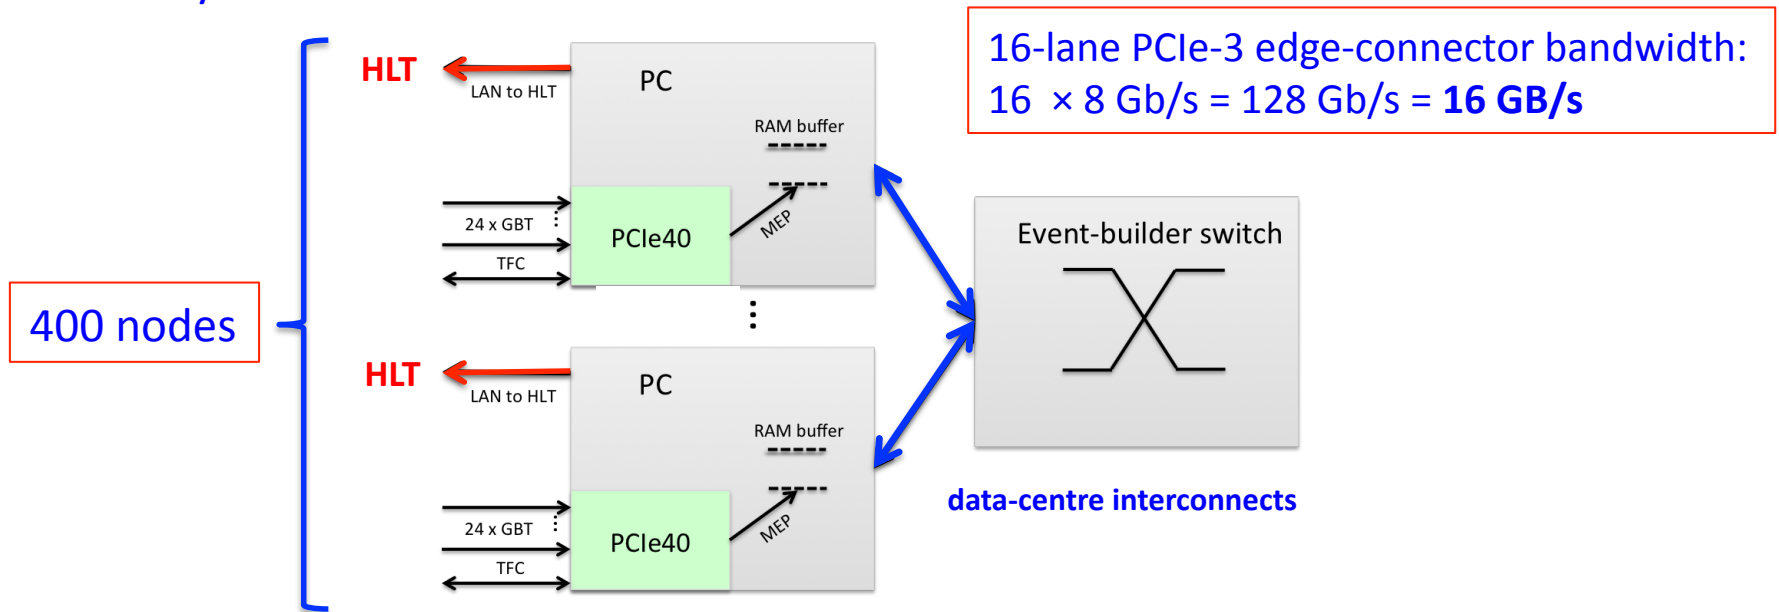 16-lane PCIe-3 edge-connector bandwidth:
16 × 8 Gb/s = 128 Gb/s = 16 GB/s
HLT
LAN to HLT
PC
RAM buffer
MEP
24 x GBT
PCIe40
TFC
Event-builder switch
400 nodes
HLT
LAN to HLT
PC
RAM buffer
MEP
24 x GBT
PCIe40
TFC
data-centre interconnects